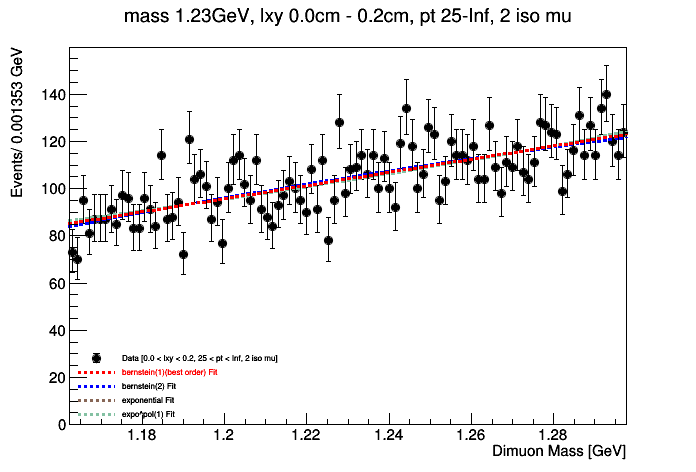 mass 1.23GeV, lxy 0.0cm - 0.2cm, pt 25-Inf, 2 iso mu
Events/ 0.001353 GeV
140
120
100
80
60
40
20
0
Data [0.0 < lxy < 0.2, 25 < pt < Inf, 2 iso mu]
bernstein(1)(best order) Fit
bernstein(2) Fit
exponential Fit
expo*pol(1) Fit
1.18 1.2 1.22 1.24 1.26 1.28
Dimuon Mass [GeV]